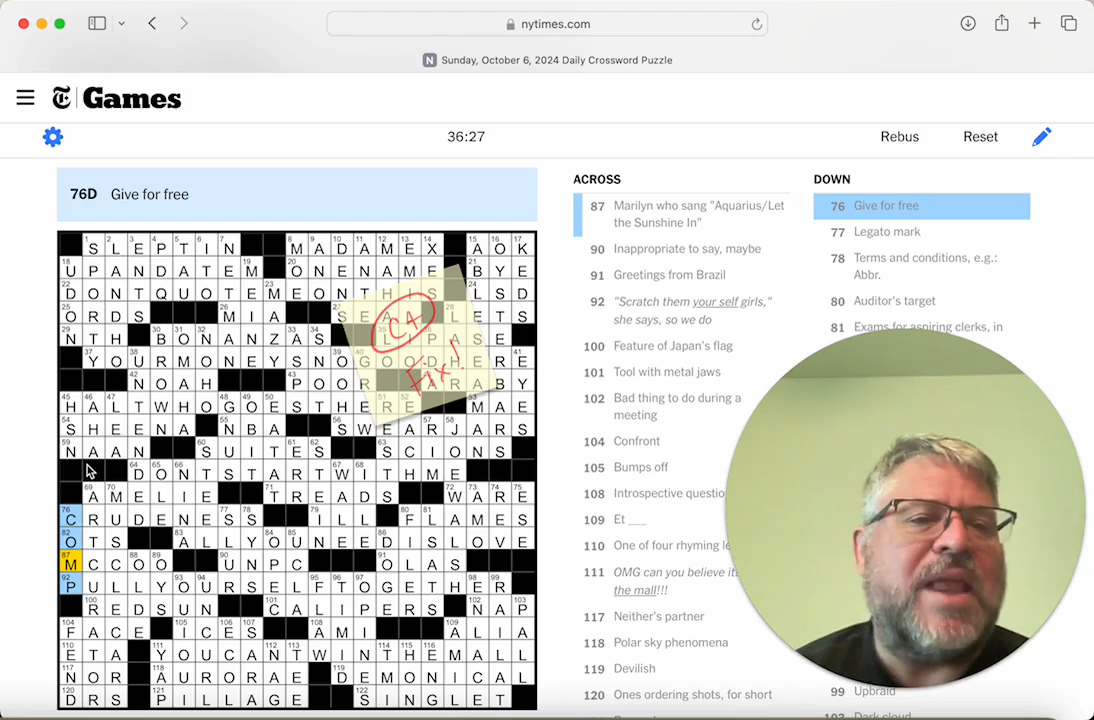 nytimes.com
N Sunday, October 6, 2024 Daily Crossword Puzzle
T Games
36:27
Rebus
Reset
76D Give for free
SLEPTIN MADAMEX AOK
UPANDATEM ONENAME BYE
DONTQUOTEMEONTHIS LSD
ORDS MIA SEAL LETS
NTH BONANZAS L PASE
YOURMONEYSNOGOODHERE
NOAH POOR ARABY
HALTWHOGOESTHERE MAE
SHEENA NBA SWEARJARS
NAAN SUITES SCIONS
DONTSTARTWITHME
AMELIE TREADS WARE
CRUDENESS ILL FLAMES
OTS ALLYOUNEEDISLOVE
MCCOO UNPC OLAS
PULLYOURSELFTOGETHER
REDSUN CALIPERS NAP
FACE ICES AMI ALIA
ETA YOUCANTWINTHEMALL
NOR AURORAE DEMONICAL
DRS PILLAGE SINGLET
CA
Fix!
ACROSS
87 Marilyn who sang "Aquarius/Let
the Sunshine In"
90 Inappropriate to say, maybe
91 Greetings from Brazil
92 "Scratch them your self girls,"
she says, so we do
100 Feature of Japan's flag
101 Tool with metal jaws
102 Bad thing to do during a
meeting
104 Confront
105 Bumps off
108 Introspective questio
109 Et ___
110 One of four rhyming le
111 OMG can you believe it
the mall!!!
117 Neither's partner
118 Polar sky phenomena
119 Devilish
120 Ones ordering shots, for short
DOWN
76 Give for free
77 Legato mark
78 Terms and conditions, e.g.:
Abbr.
80 Auditor's target
81 Exams for aspiring clerks, in
99 Upbraid
103 Dark cloud